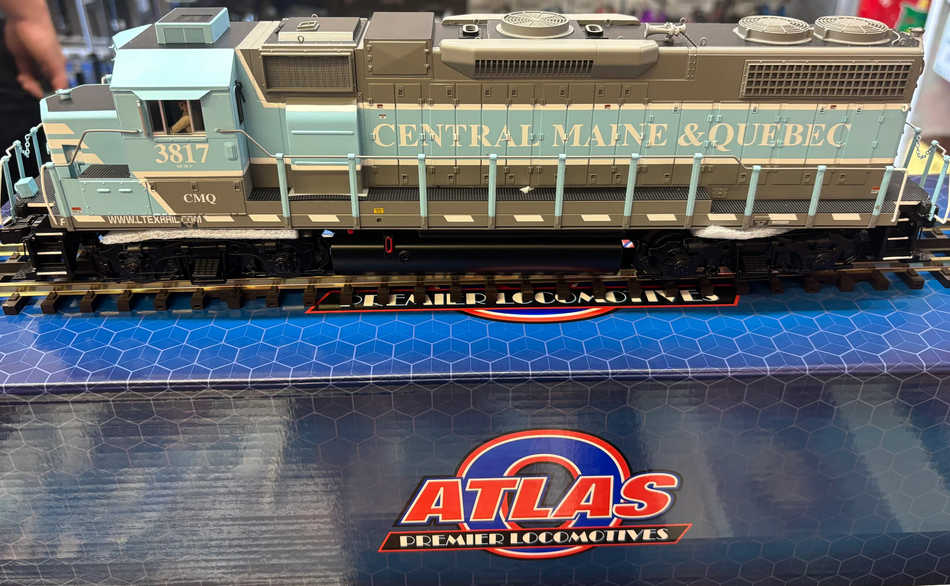 CENTRAL MAINE & QUEBEC
3817
CMQ
WWW.LTEXRAIL.COM
PREMIER LOCOMOTIVES
ATLAS
PREMIER LOCOMOTIVES